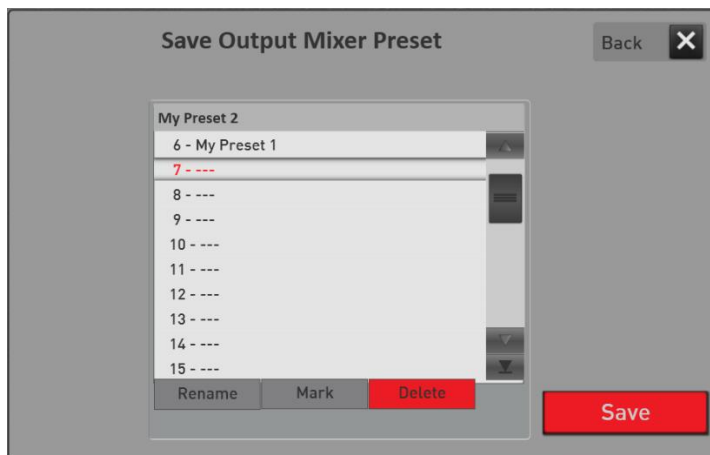 Save Output Mixer Preset
Back
My Preset 2
6 - My Preset 1
7 - ---
8 - ---
9 - ---
10 - ---
11 - ---
12 - ---
13 - ---
14 - ---
15 - ---
Rename Mark Delete
Save